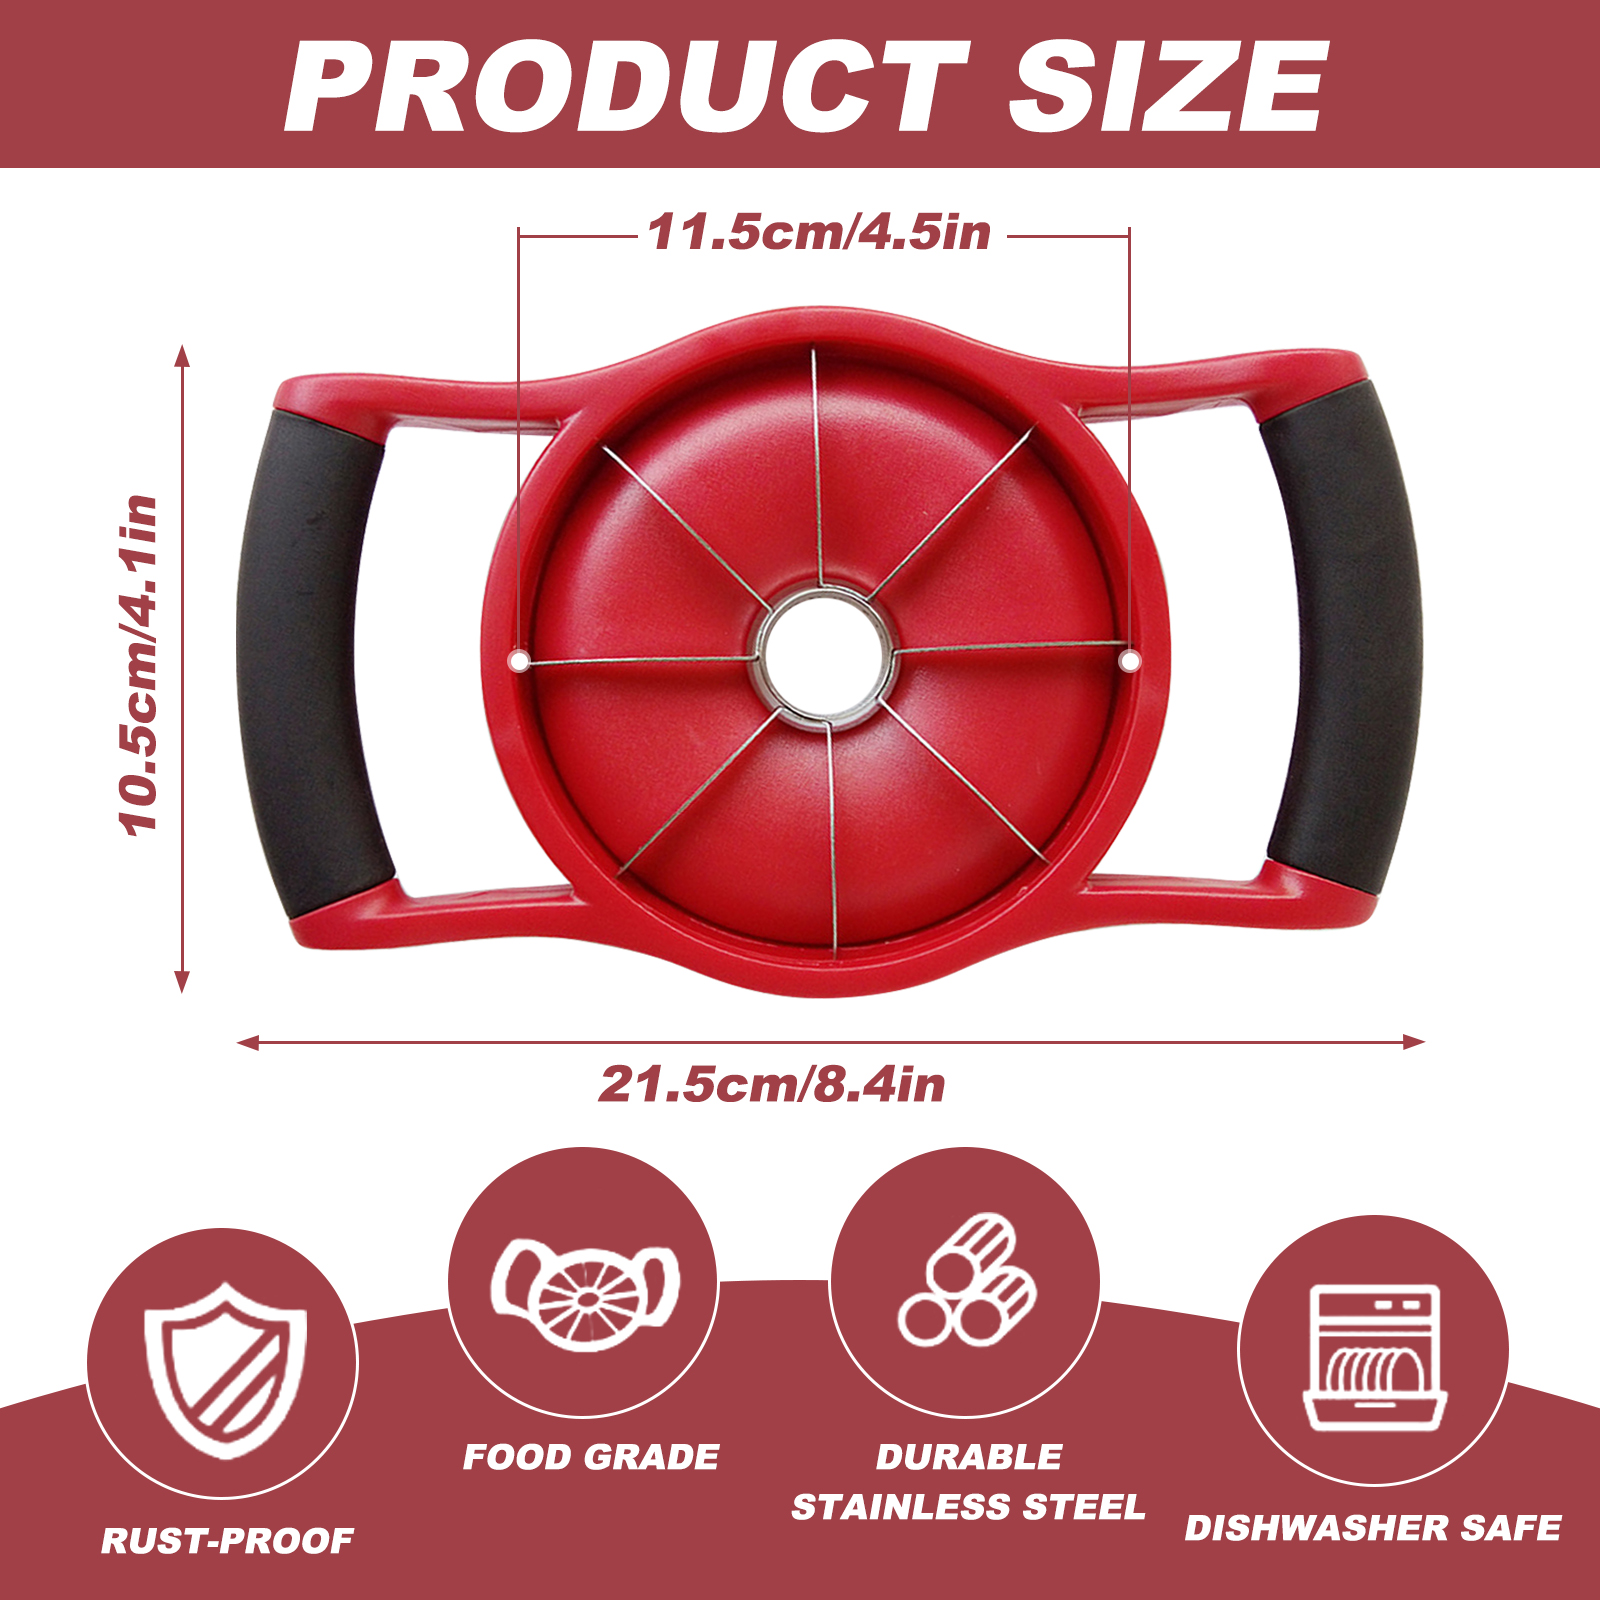 PRODUCT SIZE
11.5cm/4.5in
10.5cm/4.1in
21.5cm/8.4in
RUST-PROOF
FOOD GRADE
DURABLE
STAINLESS STEEL
DISHWASHER SAFE